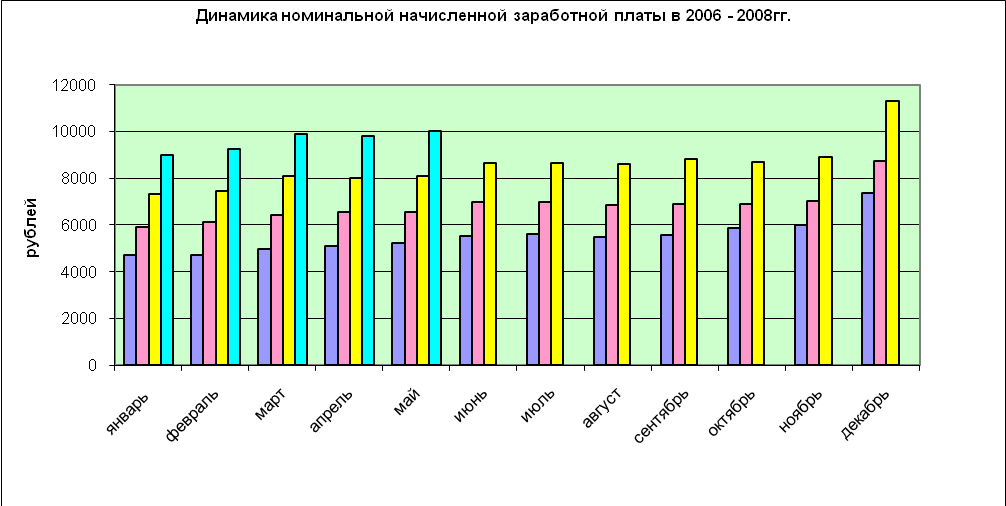 Динамика номинальной начисленной заработной платы в 2006 - 2008гг.
12000
10000
8000
6000
4000
2000
0
рублей
январь
февраль
март
апрель
май
июнь
июль
август
сентябрь
октябрь
ноябрь
декабрь